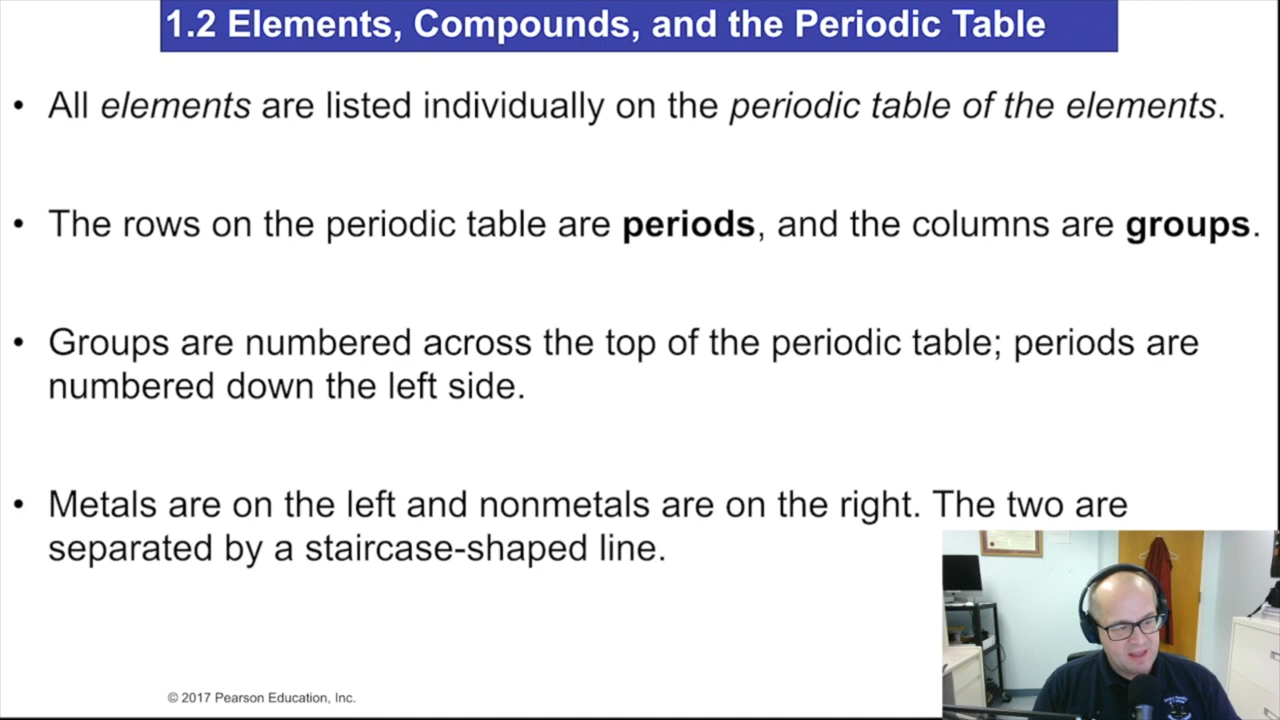 1.2 Elements, Compounds, and the Periodic Table
• All elements are listed individually on the periodic table of the elements.
• The rows on the periodic table are periods, and the columns are groups.
• Groups are numbered across the top of the periodic table; periods are
numbered down the left side.
• Metals are on the left and nonmetals are on the right. The two are
separated by a staircase-shaped line.
© 2017 Pearson Education, Inc.